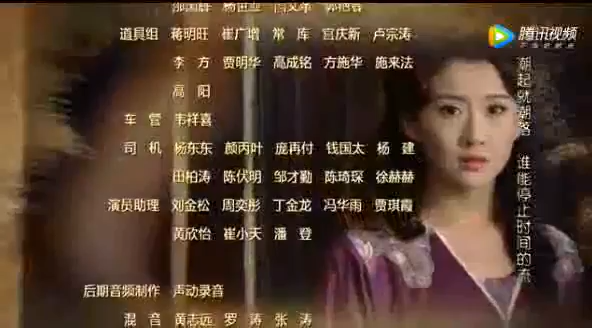 道具组 蒋明旺 崔广增 常库 宫庆新 卢宗涛
李方 贾明华 高成铭 方施华 施来法
高阳
车管 韦祥喜
司机 杨东东 颜丙叶 庞再付 钱国太 杨建
田柏涛 陈伏明 邹才勤 陈琦琛 徐赫赫
演员助理 刘金松 周奕彤 丁金龙 冯华雨 贾琪霞
黄欣怡 崔小天 潘登
后期音频制作 声动录音
混音 黄志远 罗涛 张涛
腾讯视频
朝起就朝落 谁能停止时间的流